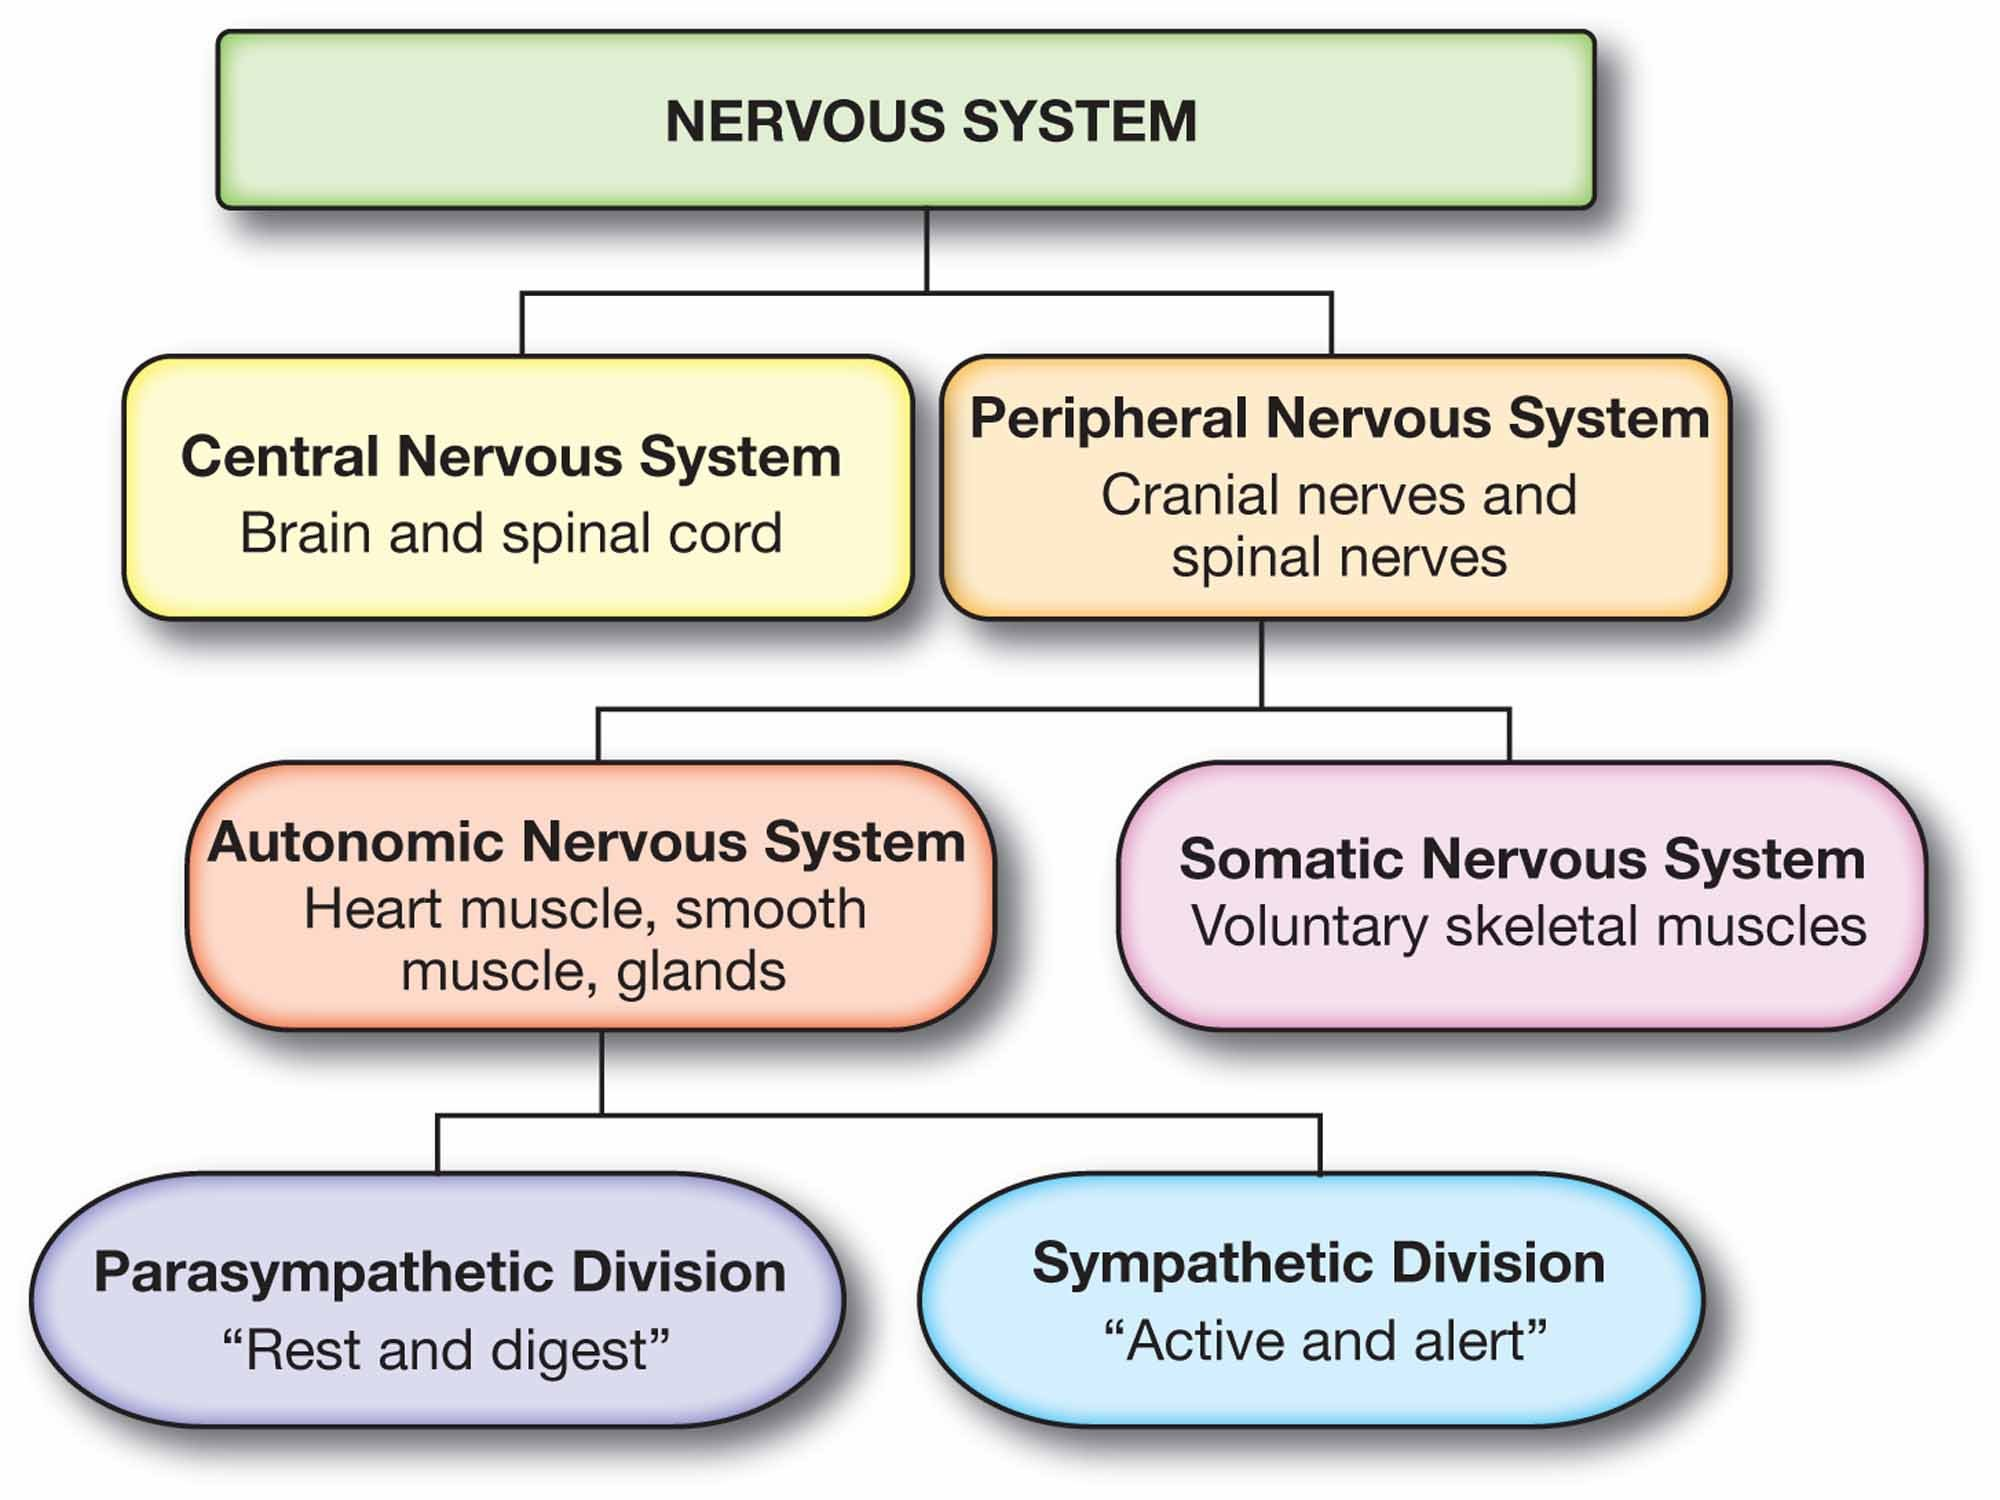 NERVOUS SYSTEM
Central Nervous System
Brain and spinal cord
Peripheral Nervous System
Cranial nerves and
spinal nerves
Autonomic Nervous System
Heart muscle, smooth
muscle, glands
Somatic Nervous System
Voluntary skeletal muscles
Parasympathetic Division
“Rest and digest”
Sympathetic Division
“Active and alert”